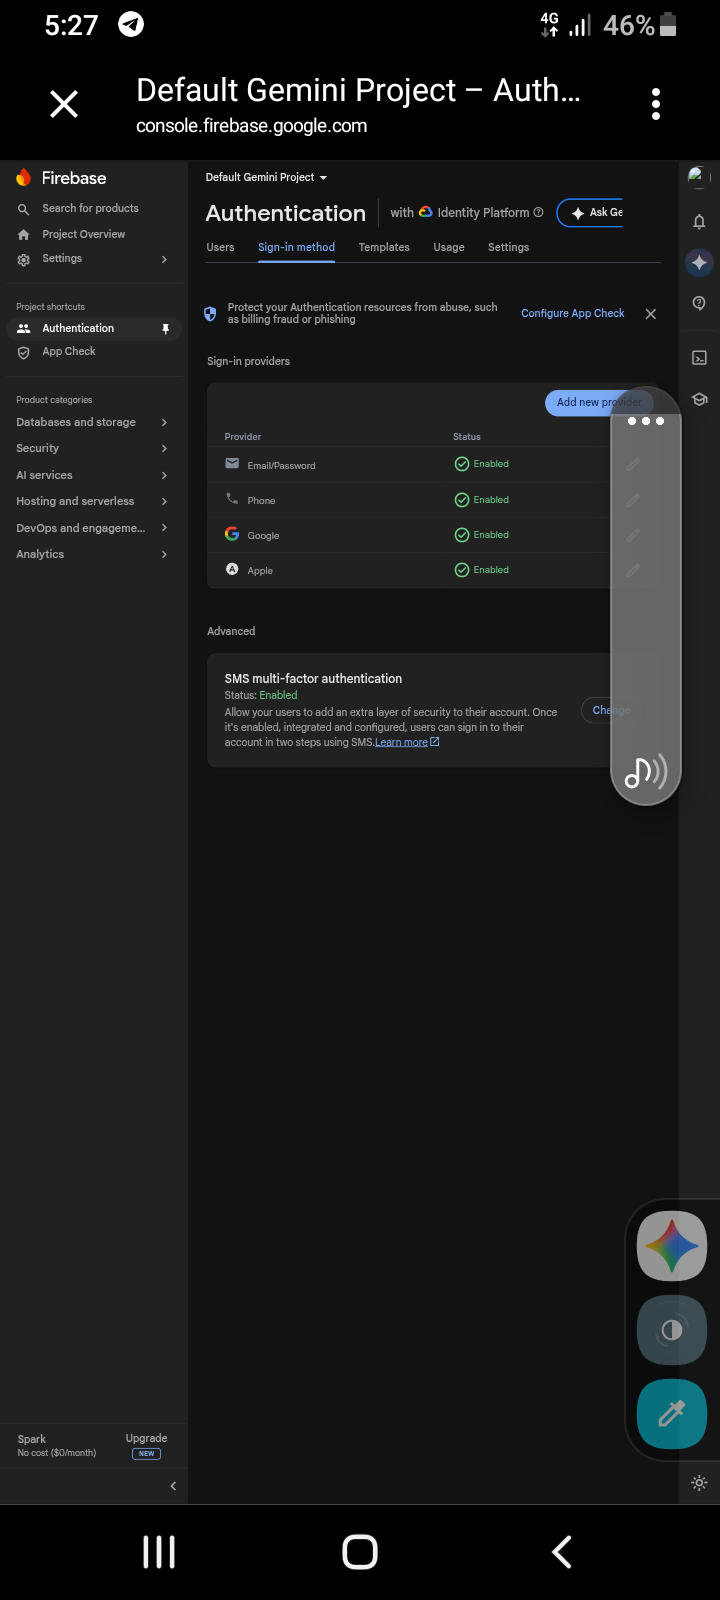 5:27
4G
46%
Default Gemini Project – Auth...
console.firebase.google.com
Firebase
Search for products
Project Overview
Settings
Project shortcuts
Authentication
App Check
Product categories
Databases and storage
Security
AI services
Hosting and serverless
DevOps and engageme...
Analytics
Spark
No cost ($0/month)
Upgrade
NEW
Default Gemini Project
Authentication
with Identity Platform
Ask Ge
Users Sign-in method Templates Usage Settings
Protect your Authentication resources from abuse, such
as billing fraud or phishing
Configure App Check
Sign-in providers
Add new provider
Provider Status
Email/Password Enabled
Phone Enabled
Google Enabled
Apple Enabled
Advanced
SMS multi-factor authentication
Status: Enabled
Allow your users to add an extra layer of security to their account. Once
it's enabled, integrated and configured, users can sign in to their
account in two steps using SMS.Learn more
Change